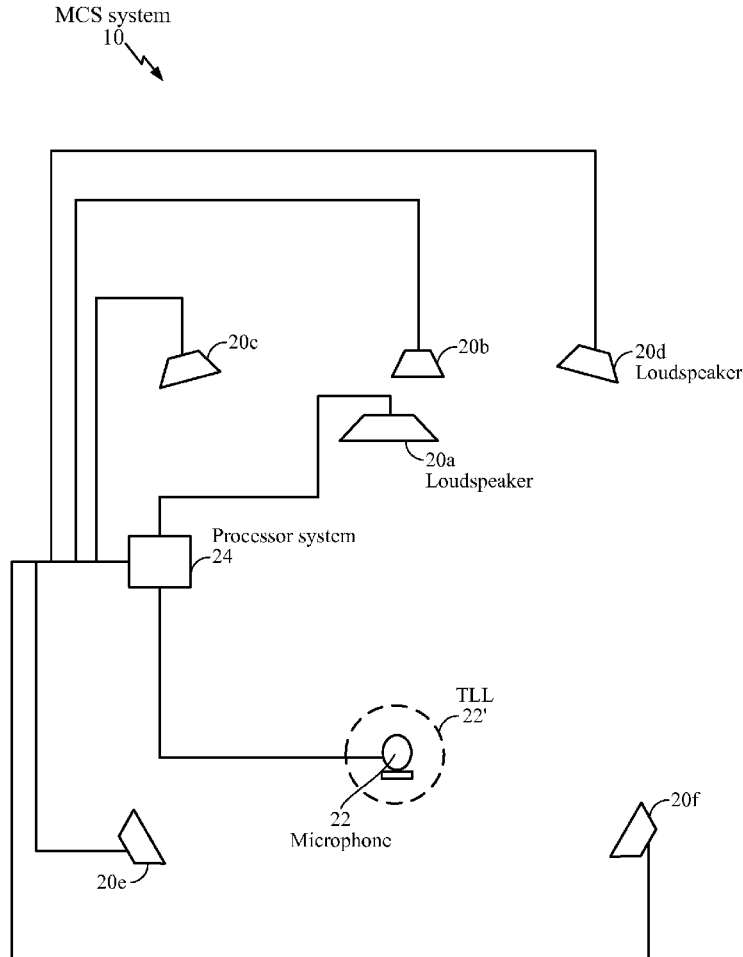 MCS system
10
20c
20b
20d
Loudspeaker
20a
Loudspeaker
Processor system
24
TLL
22'
22
Microphone
20f
20e